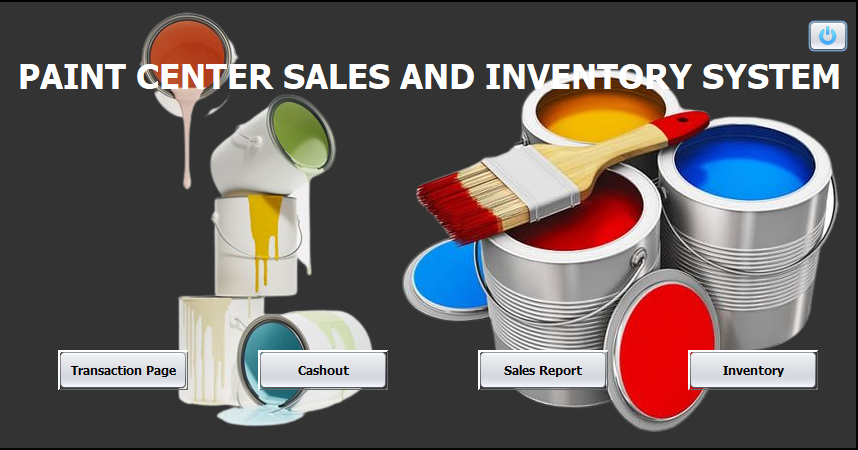 PAINT CENTER SALES AND INVENTORY SYSTEM
Transaction Page
Cashout
Sales Report
Inventory